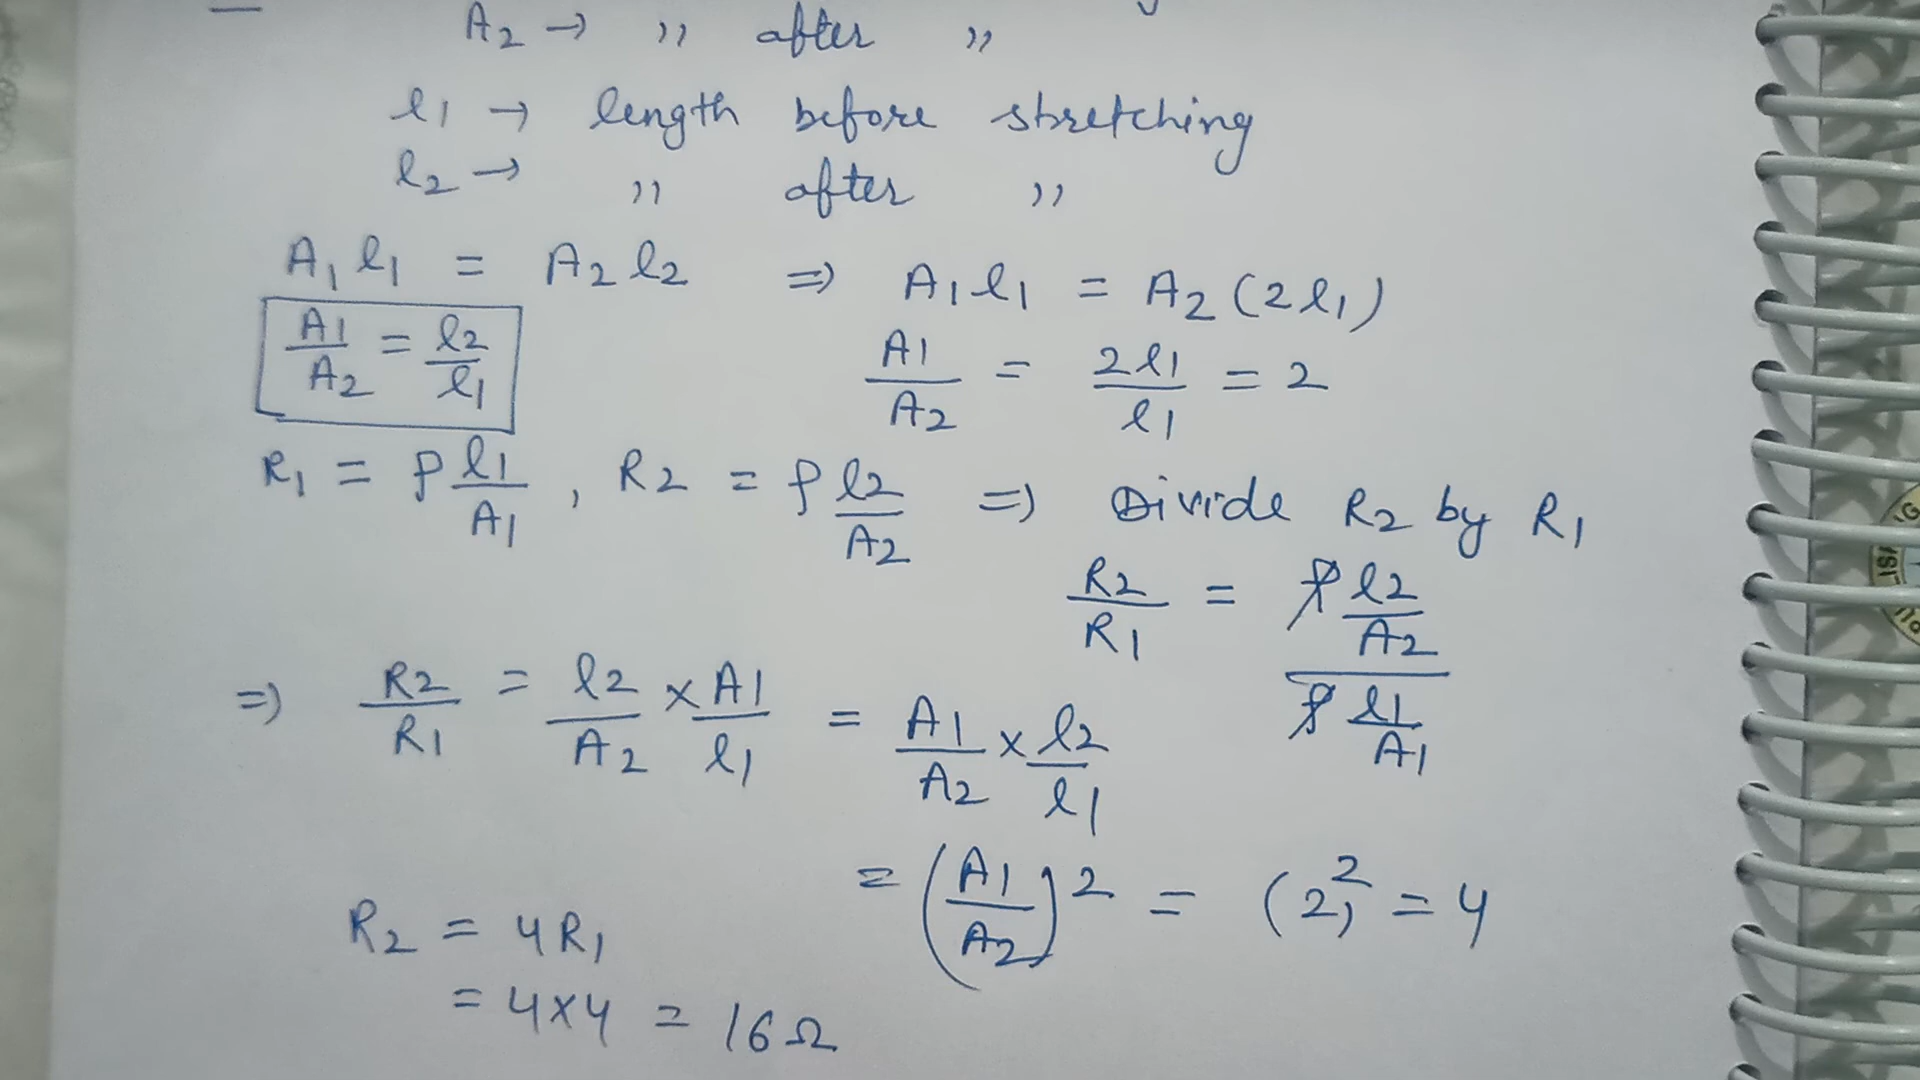 A2 → ,, after ,,
l1 → length before stretching
l2 → ,, after ,,
A1 l1 = A2 l2 ⇒ A1 l1 = A2 (2l1)
A1/A2 = l2/l1
A1/A2 = 2l1/l1 = 2
R1 = ρ l1/A1 , R2 = ρ l2/A2 ⇒ Divide R2 by R1
R2/R1 = (ρ l2/A2)/(ρ l1/A1)
⇒ R2/R1 = l2/A2 × A1/l1 = A1/A2 × l2/l1
= (A1/A2)² = (2)² = 4
R2 = 4R1
= 4×4 = 16Ω